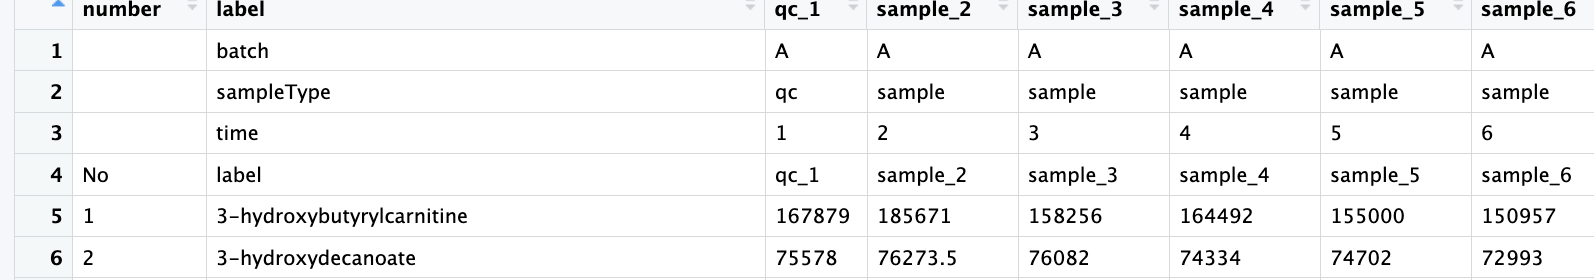 number label qc_1 sample_2 sample_3 sample_4 sample_5 sample_6
1 batch A A A A A A
2 sampleType qc sample sample sample sample sample
3 time 1 2 3 4 5 6
4 No label qc_1 sample_2 sample_3 sample_4 sample_5 sample_6
5 1 3-hydroxybutyrylcarnitine 167879 185671 158256 164492 155000 150957
6 2 3-hydroxydecanoate 75578 76273.5 76082 74334 74702 72993